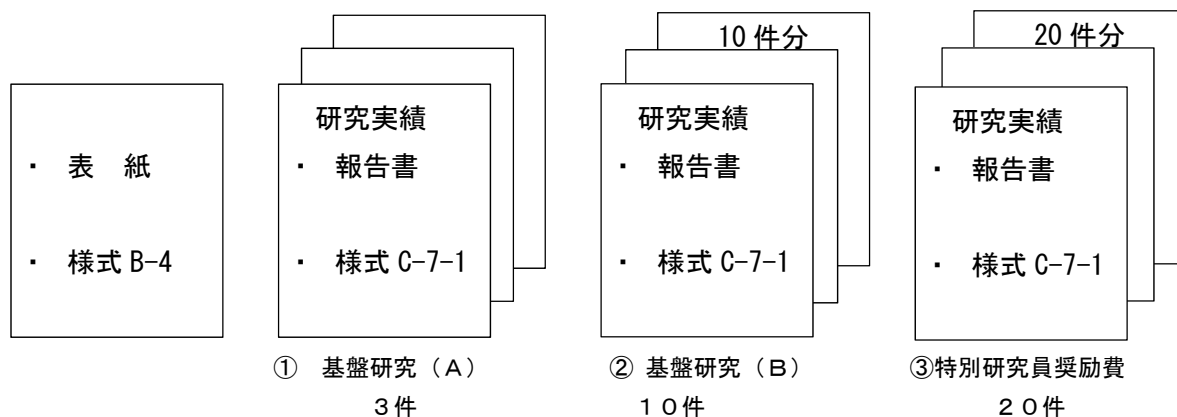 ・ 表 紙
・ 様式 B-4
研究実績
・ 報告書
・ 様式 C-7-1
① 基盤研究（A）
３件
10 件分
研究実績
・ 報告書
・ 様式 C-7-1
② 基盤研究（B）
１０件
20 件分
研究実績
・ 報告書
・ 様式 C-7-1
③特別研究員奨励費
２０件